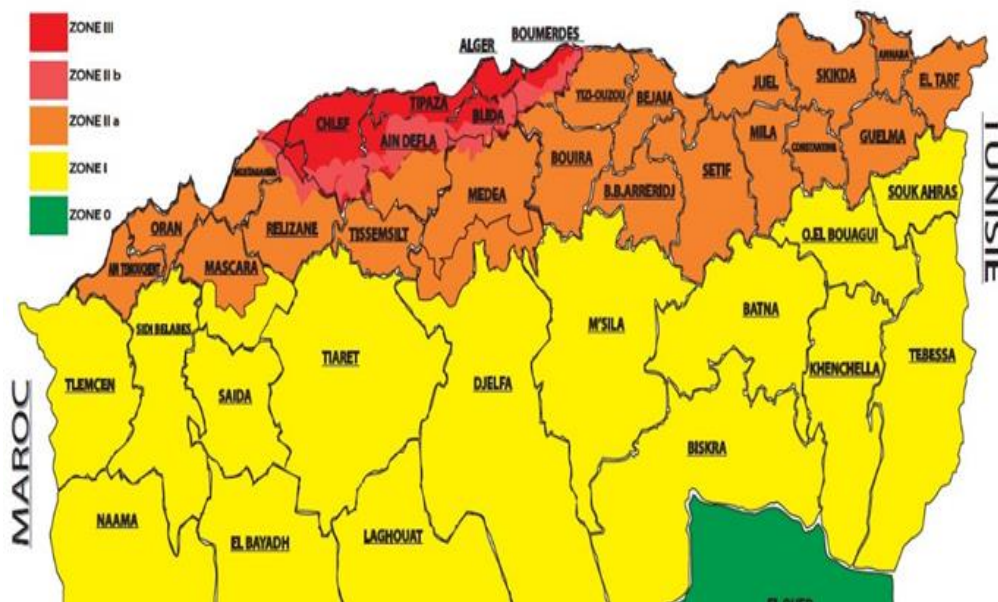 ZONE III
ZONE II b
ZONE II a
ZONE I
ZONE 0
ALGER
BOUMERDES
CHLEF
TIPAZA
BLIDA
AIN DEFLA
TIZI-OUZOU
BEJAIA
JIJEL
SKIKDA
ANNABA
EL TARF
MILA
CONSTANTINE
GUELMA
BOUIRA
SETIF
B.B.ARRERIDJ
MEDEA
SOUK AHRAS
O.EL BOUAGUI
ORAN
RELIZANE
TISSEMSILT
AIN TEMOUCHENT
MASCARA
SIDI BELABES
TLEMCEN
SAIDA
TIARET
DJELFA
M'SILA
BATNA
KHENCHELLA
TEBESSA
BISKRA
NAAMA
EL BAYADH
LAGHOUAT
MAROC
TUNISIE